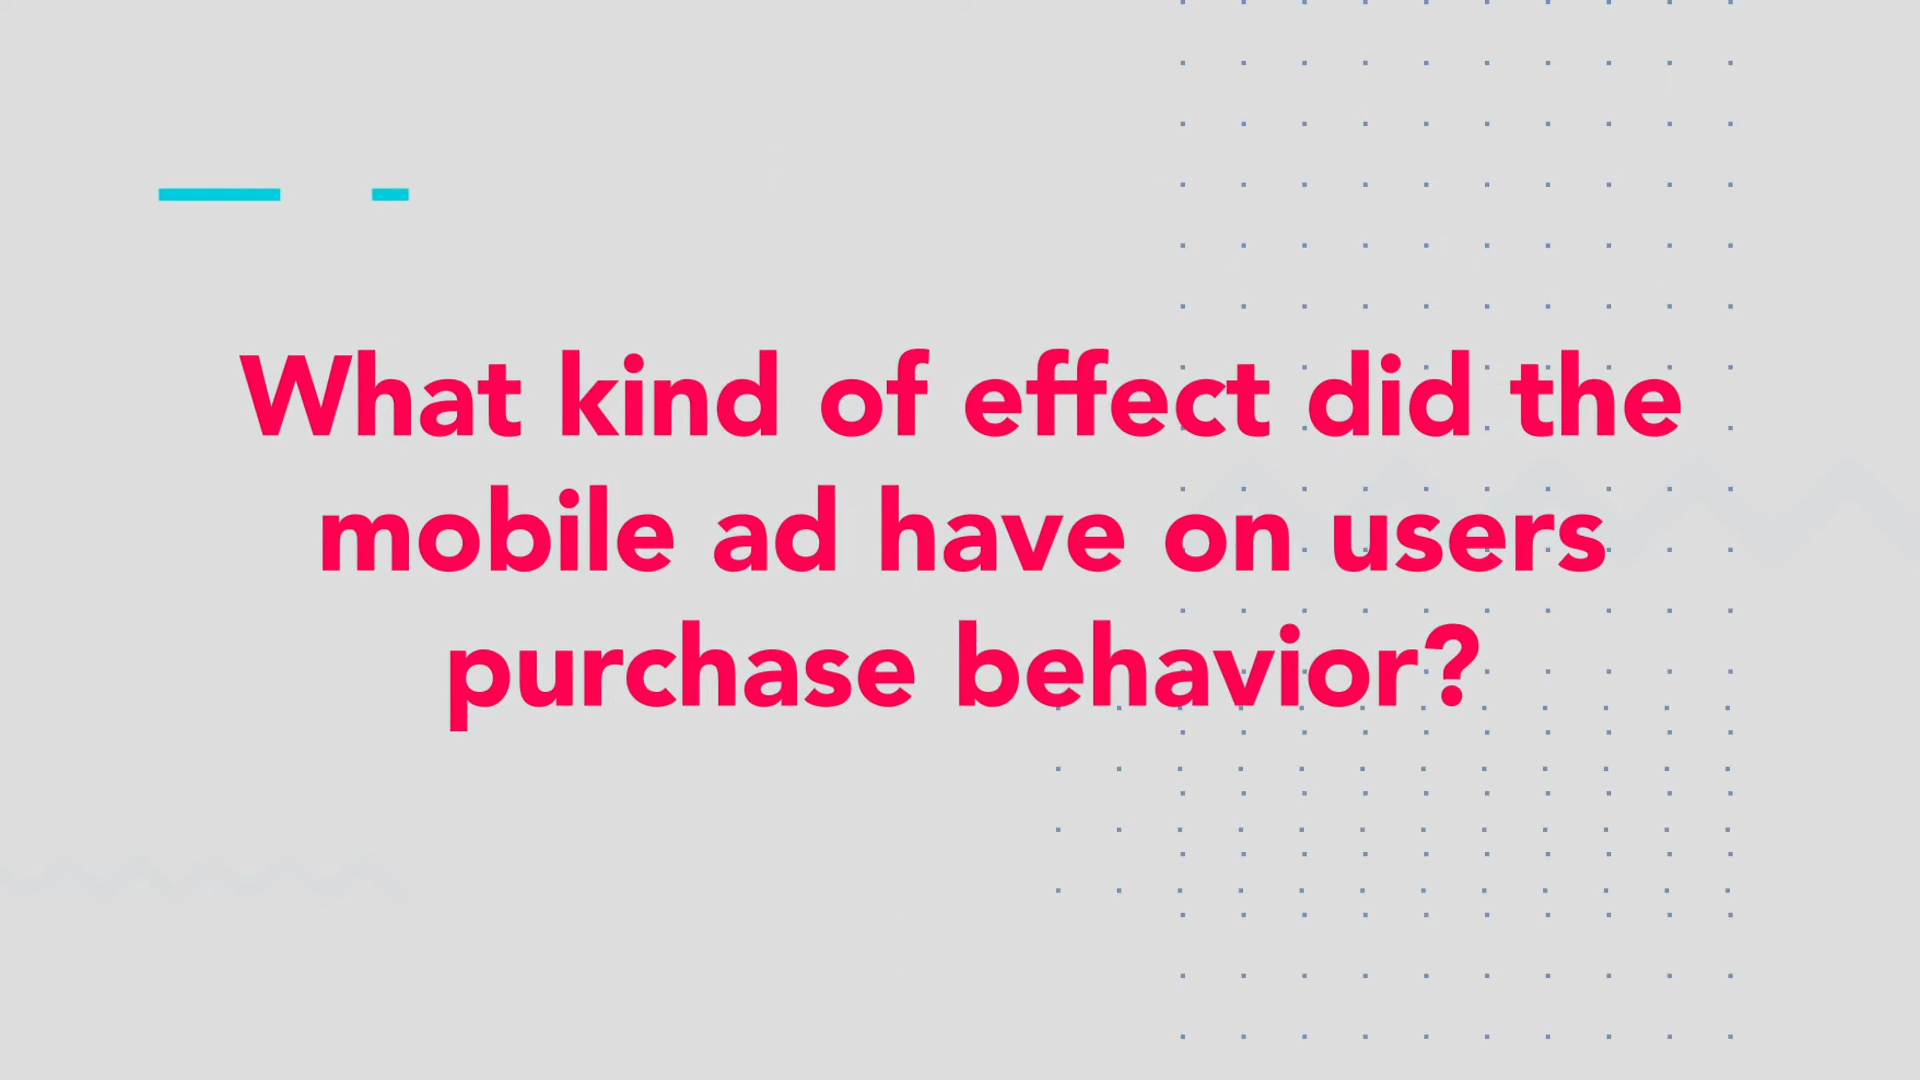 What kind of effect did the
mobile ad have on users
purchase behavior?